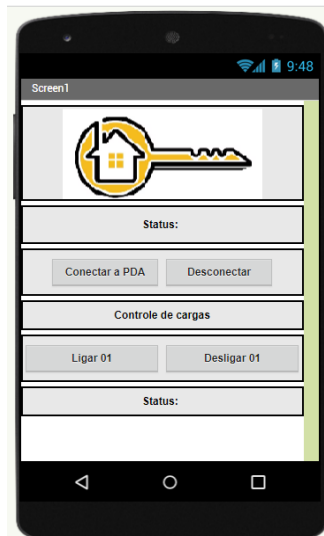 9:48
Screen1
Status:
Conectar a PDA Desconectar
Controle de cargas
Ligar 01 Desligar 01
Status: